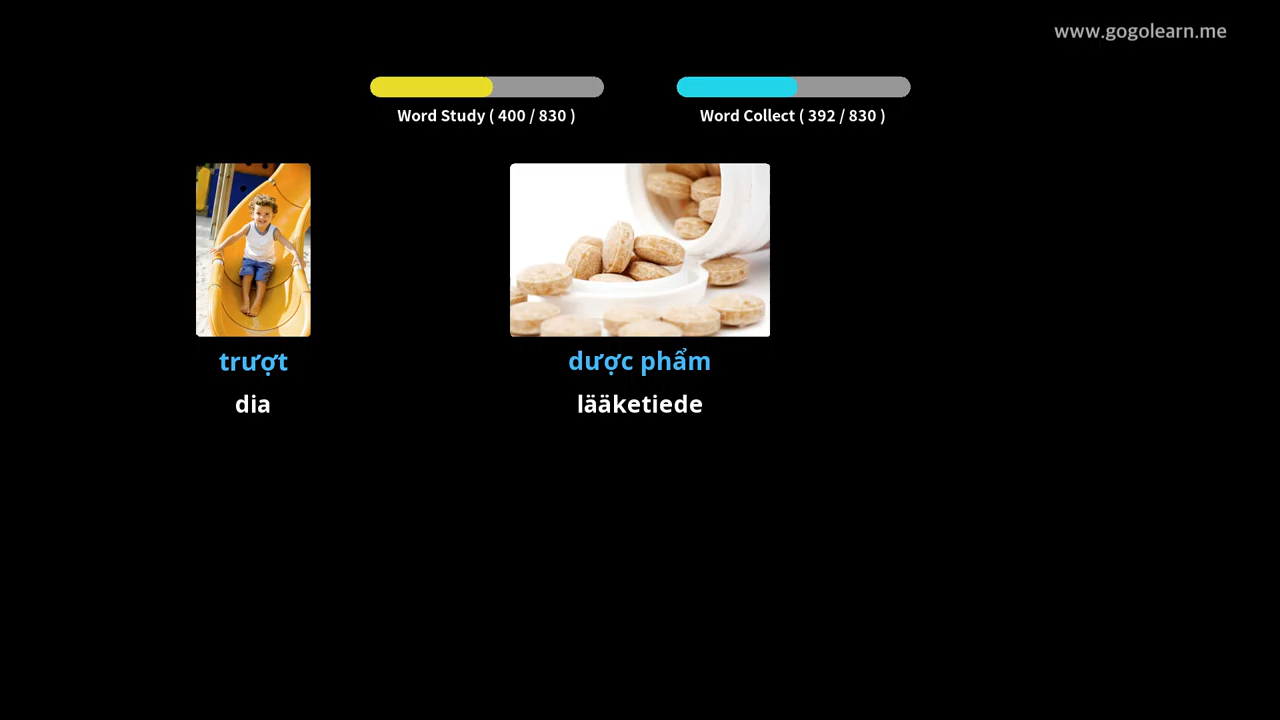 www.gogolearn.me
Word Study ( 400 / 830 )
Word Collect ( 392 / 830 )
trượt
dược phẩm
dia
lääketiede